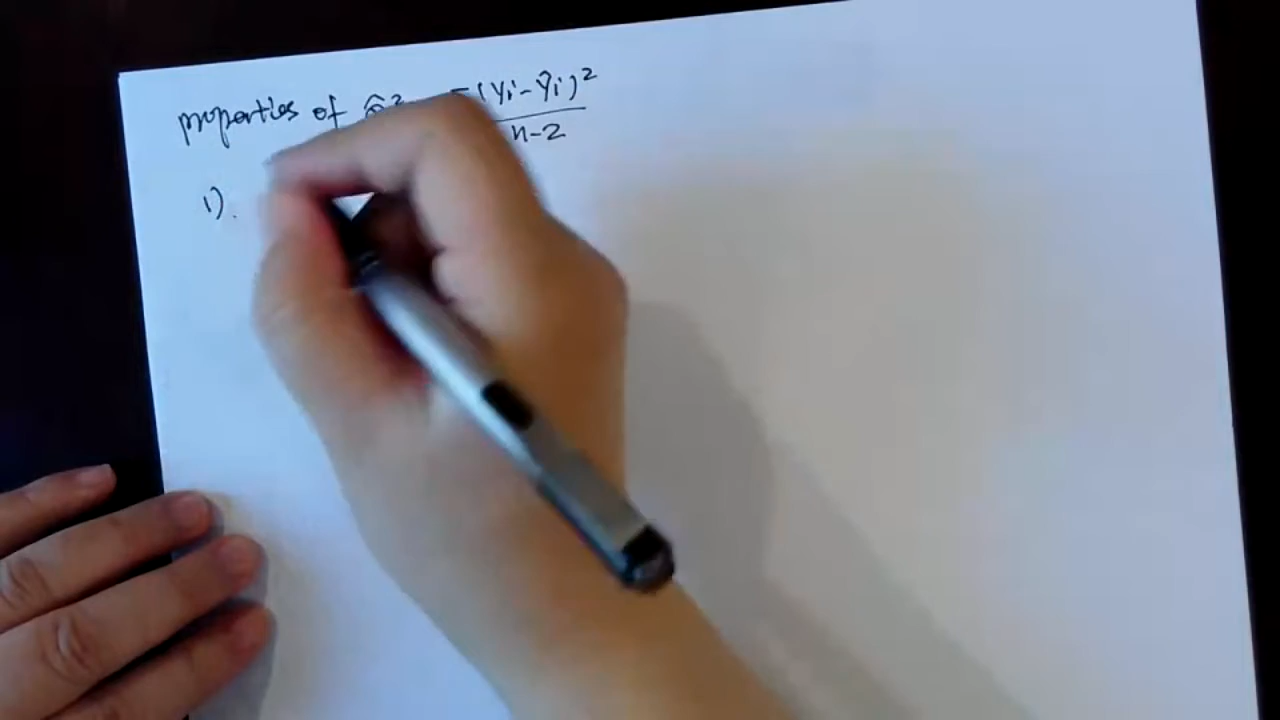 properties of σ̂² Σ(Yi-Ŷi)²
n-2
1).